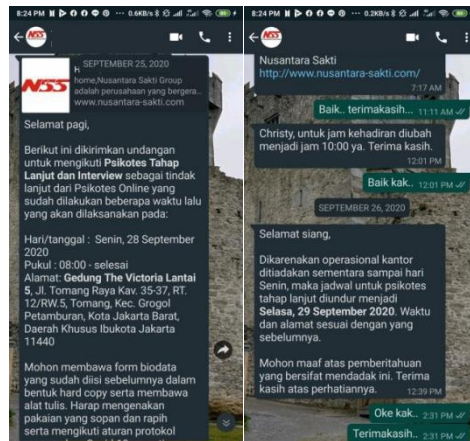 8:24 PM
0.6KB/s
NSS
SEPTEMBER 25, 2020
NSS
home,Nusantara Sakti Group
adalah perusahaan yang bergera...
www.nusantara-sakti.com
Selamat pagi,
Berikut ini dikirimkan undangan
untuk mengikuti Psikotes Tahap
Lanjut dan Interview sebagai tindak
lanjut dari Psikotes Online yang
sudah dilakukan beberapa waktu lalu
yang akan dilaksanakan pada:
Hari/tanggal : Senin, 28 September
2020
Pukul : 08:00 - selesai
Alamat: Gedung The Victoria Lantai
5, Jl. Tomang Raya Kav. 35-37, RT.
12/RW.5, Tomang, Kec. Grogol
Petamburan, Kota Jakarta Barat,
Daerah Khusus Ibukota Jakarta
11440
Mohon membawa form biodata
yang sudah diisi sebelumnya dalam
bentuk hard copy serta membawa
alat tulis. Harap mengenakan
pakaian yang sopan dan rapih
serta mengikuti aturan protokol
8:24 PM
0.2KB/s
NSS
Nusantara Sakti
http://www.nusantara-sakti.com/
7:17 AM
Baik.. terimakasih... 11:11 AM
Christy, untuk jam kehadiran diubah
menjadi jam 10:00 ya. Terima kasih.
12:01 PM
Baik kak.. 12:01 PM
SEPTEMBER 26, 2020
Selamat siang,
Dikarenakan operasional kantor
ditiadakan sementara sampai hari
Senin, maka jadwal untuk psikotes
tahap lanjut diundur menjadi
Selasa, 29 September 2020. Waktu
dan alamat sesuai dengan yang
sebelumnya.
Mohon maaf atas pemberitahuan
yang bersifat mendadak ini. Terima
kasih atas perhatiannya.
12:39 PM
Oke kak.. 2:31 PM
Terimakasih.. 2:31 PM